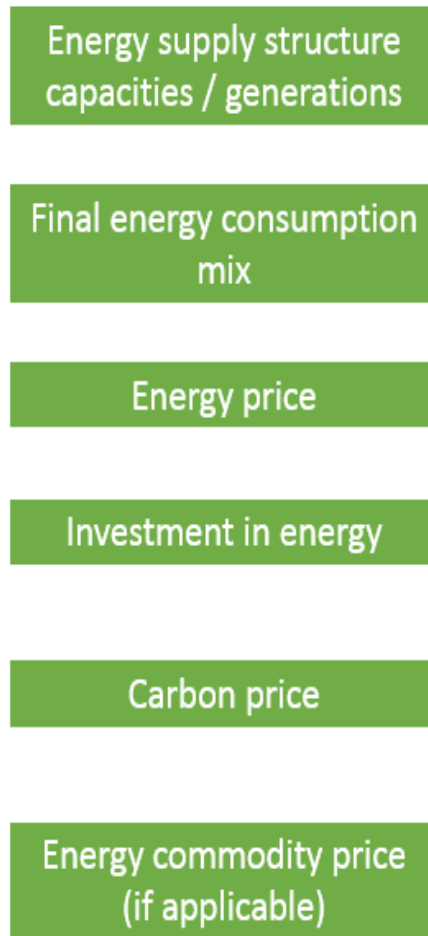 Energy supply structure
capacities / generations
Final energy consumption
mix
Energy price
Investment in energy
Carbon price
Energy commodity price
(if applicable)